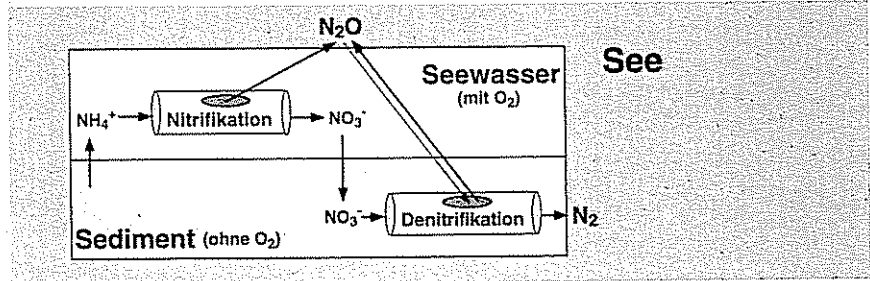 N₂O
See
Seewasser
(mit O₂)
NH₄⁺
Nitrifikation
NO₃⁻
NO₃⁻
Denitrifikation
N₂
Sediment (ohne O₂)